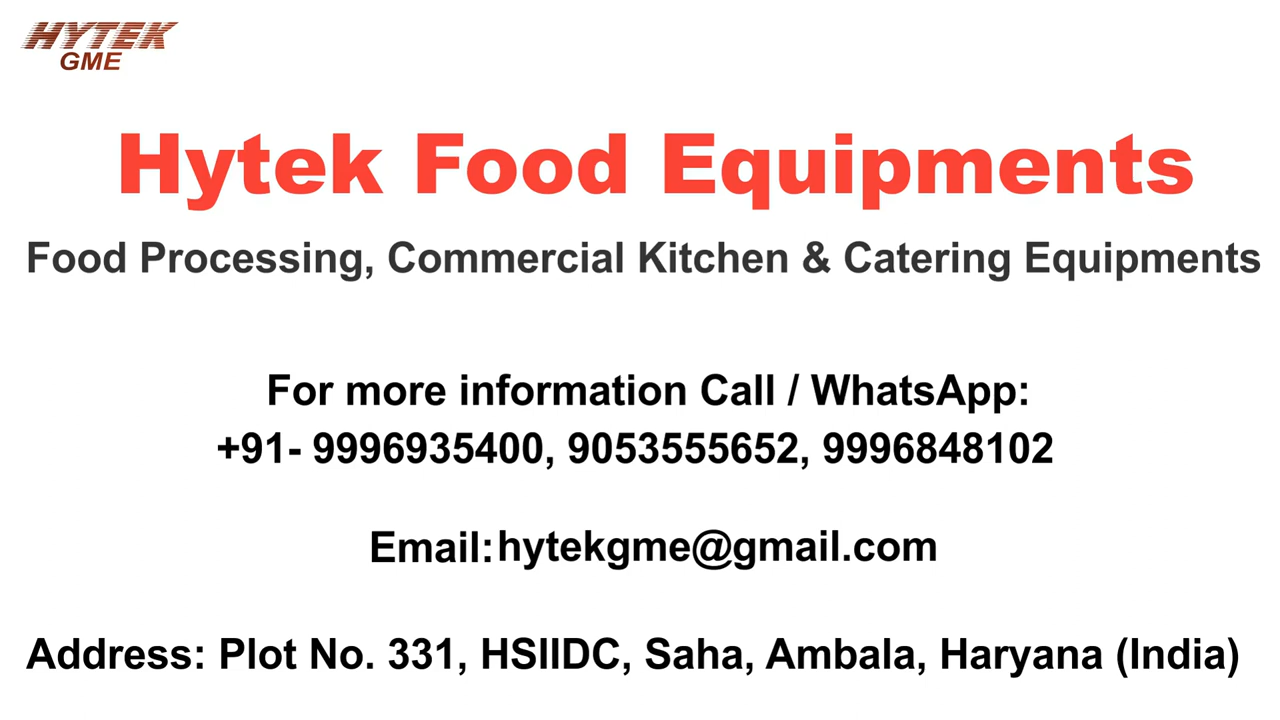 HYTEK
GME
Hytek Food Equipments
Food Processing, Commercial Kitchen & Catering Equipments
For more information Call / WhatsApp:
+91- 9996935400, 9053555652, 9996848102
Email: hytekgme@gmail.com
Address: Plot No. 331, HSIIDC, Saha, Ambala, Haryana (India)